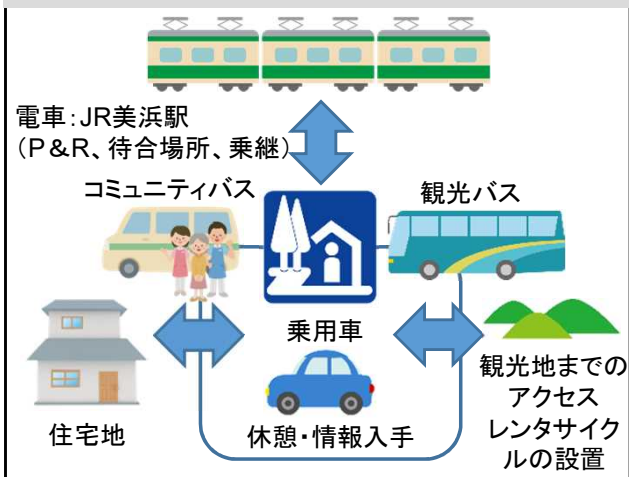 電車：JR美浜駅
（P&R、待合場所、乗継）
コミュニティバス
観光バス
乗用車
住宅地
休憩・情報入手
観光地までの
アクセス
レンタサイク
ルの設置